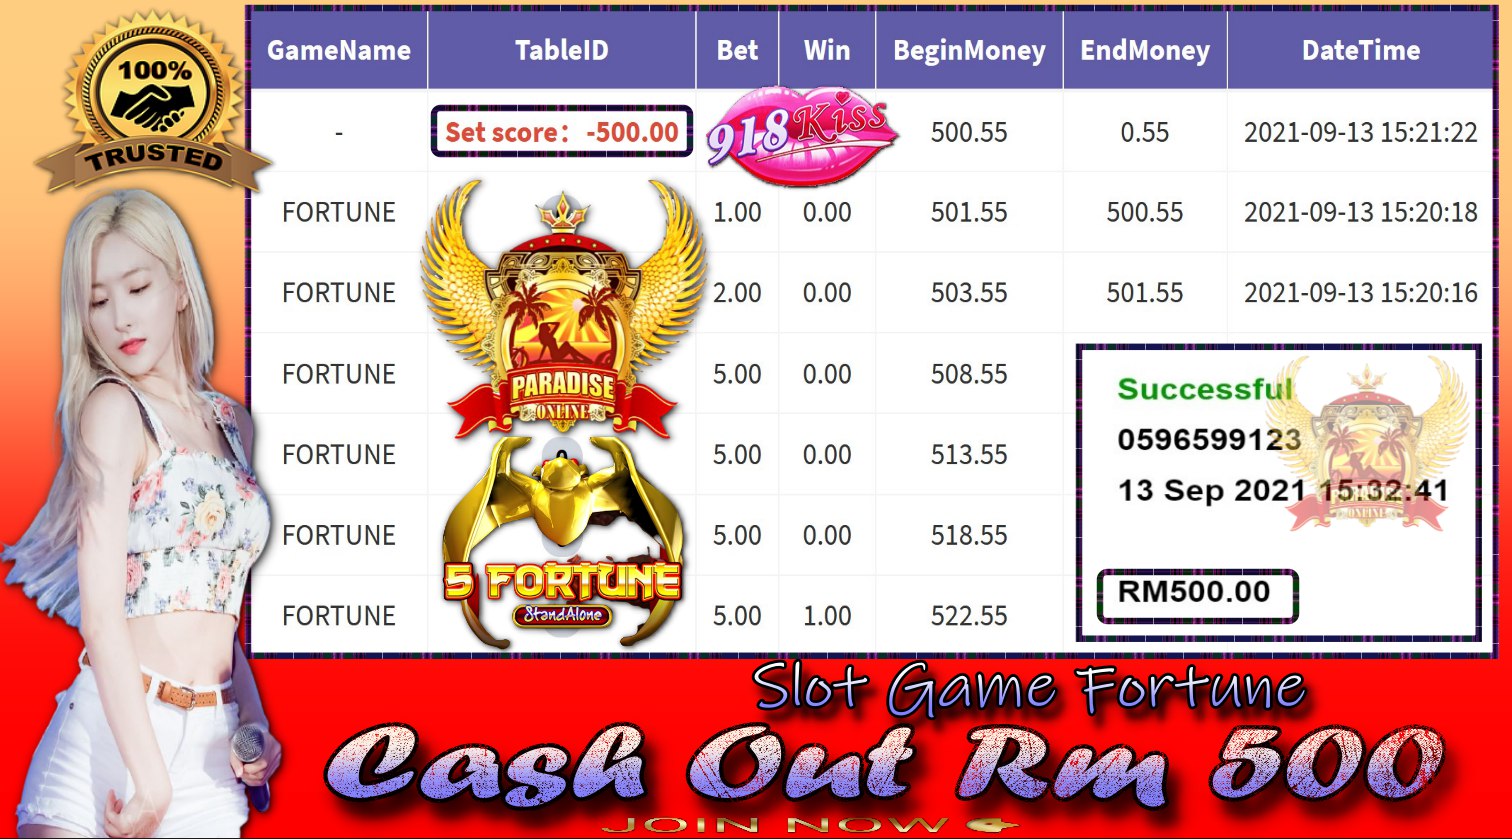 100%
TRUSTED
GameName TableID Bet Win BeginMoney EndMoney DateTime
- Set score: -500.00 918Kiss 500.55 0.55 2021-09-13 15:21:22
FORTUNE 1.00 0.00 501.55 500.55 2021-09-13 15:20:18
FORTUNE 2.00 0.00 503.55 501.55 2021-09-13 15:20:16
FORTUNE 5.00 0.00 508.55
PARADISE
ONLINE
FORTUNE 5.00 0.00 513.55
FORTUNE 5.00 0.00 518.55
5 FORTUNE
StandAlone
FORTUNE 5.00 1.00 522.55
Successful
0596599123
13 Sep 2021 15:32:41
ONLINE
RM500.00
Slot Game Fortune
Cash Out Rm 500
JOIN NOW